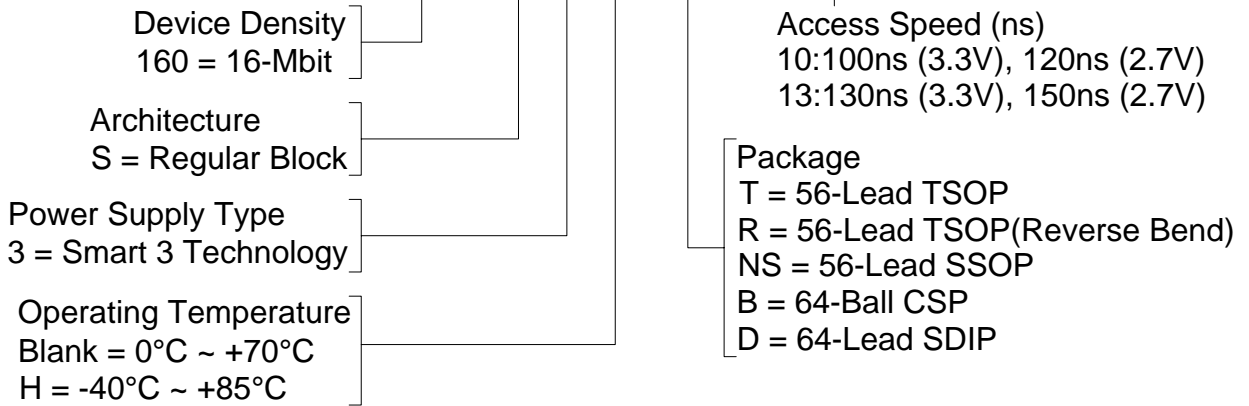 Device Density
160 = 16-Mbit
Architecture
S = Regular Block
Power Supply Type
3 = Smart 3 Technology
Operating Temperature
Blank = 0°C ~ +70°C
H = -40°C ~ +85°C
Access Speed (ns)
10:100ns (3.3V), 120ns (2.7V)
13:130ns (3.3V), 150ns (2.7V)
Package
T = 56-Lead TSOP
R = 56-Lead TSOP(Reverse Bend)
NS = 56-Lead SSOP
B = 64-Ball CSP
D = 64-Lead SDIP